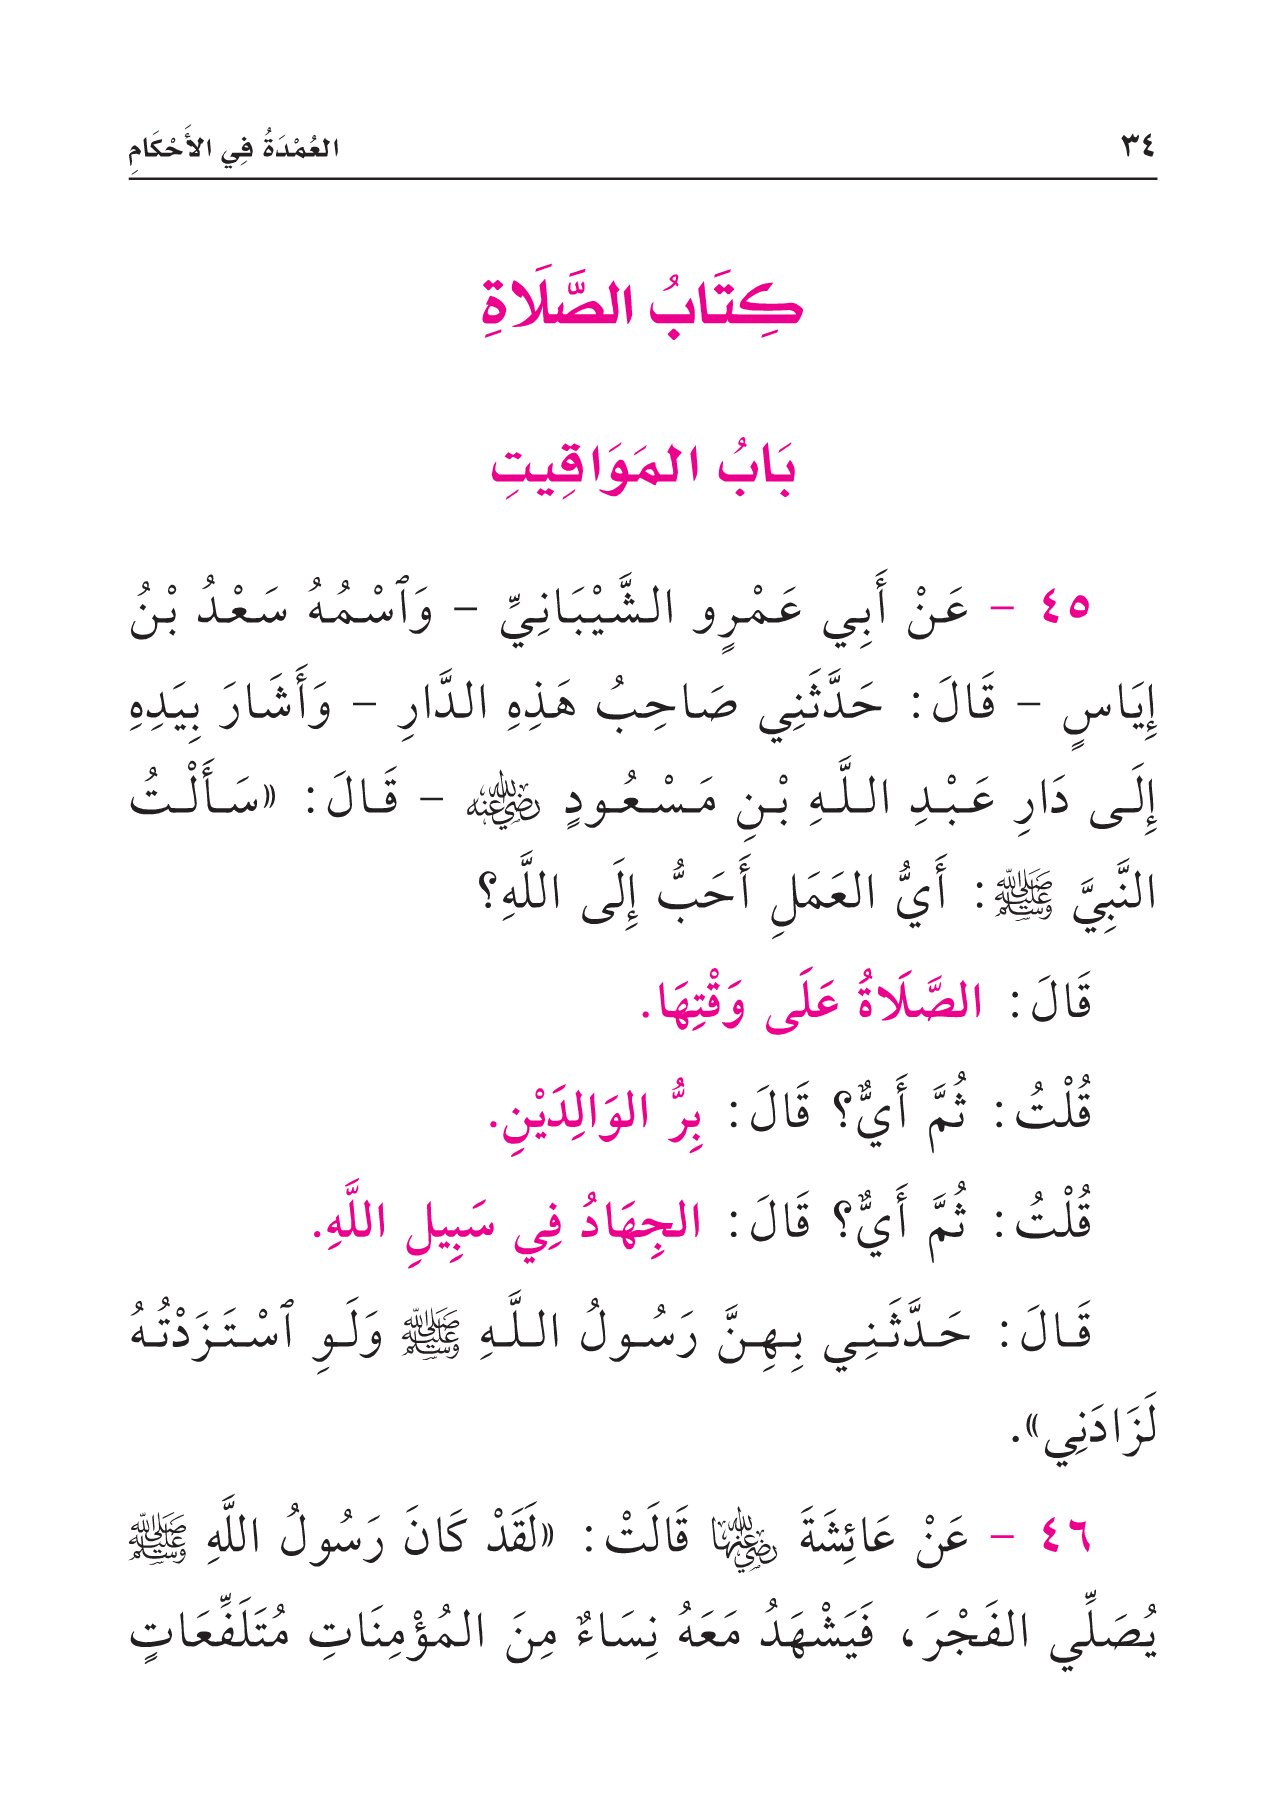 ٣٤ العُمْدَةُ فِي الأَحْكَامِ
كِتَابُ الصَّلَاةِ
بَابُ المَوَاقِيتِ
٤٥ - عَنْ أَبِي عَمْرٍو الشَّيْبَانِيِّ - وَٱسْمُهُ سَعْدُ بْنُ
إِيَاسٍ - قَالَ: حَدَّثَنِي صَاحِبُ هَذِهِ الدَّارِ - وَأَشَارَ بِيَدِهِ
إِلَى دَارِ عَبْدِ اللَّهِ بْنِ مَسْعُودٍ رضي الله عنه - قَالَ: «سَأَلْتُ
النَّبِيَّ ﷺ: أَيُّ العَمَلِ أَحَبُّ إِلَى اللَّهِ؟
قَالَ: الصَّلَاةُ عَلَى وَقْتِهَا.
قُلْتُ: ثُمَّ أَيٌّ؟ قَالَ: بِرُّ الوَالِدَيْنِ.
قُلْتُ: ثُمَّ أَيٌّ؟ قَالَ: الجِهَادُ فِي سَبِيلِ اللَّهِ.
قَالَ: حَدَّثَنِي بِهِنَّ رَسُولُ اللَّهِ ﷺ وَلَوِ ٱسْتَزَدْتُهُ
لَزَادَنِي».
٤٦ - عَنْ عَائِشَةَ رضي الله عنها قَالَتْ: «لَقَدْ كَانَ رَسُولُ اللَّهِ ﷺ
يُصَلِّي الفَجْرَ، فَيَشْهَدُ مَعَهُ نِسَاءٌ مِنَ المُؤْمِنَاتِ مُتَلَفِّعَاتٍ